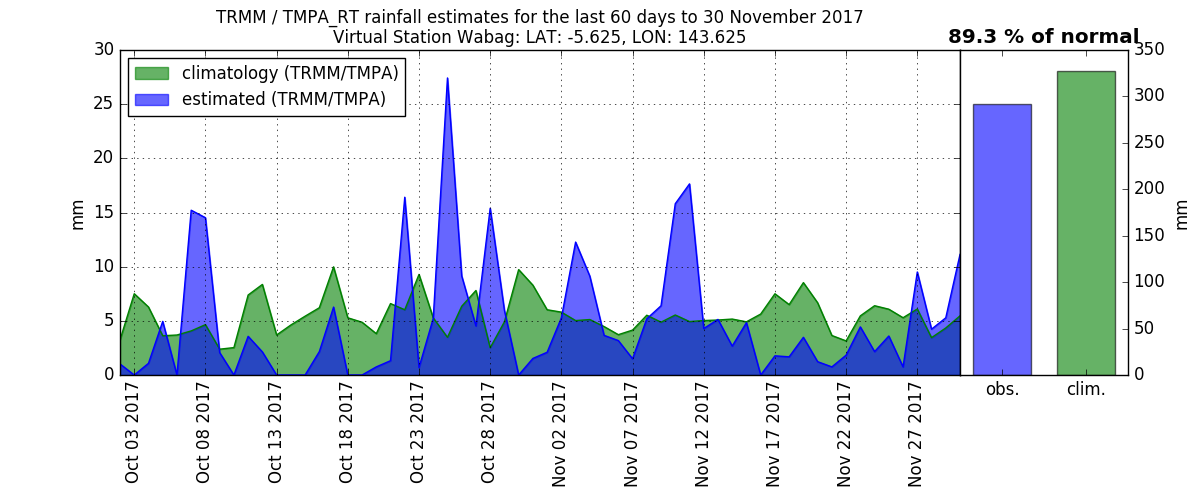 TRMM / TMPA_RT rainfall estimates for the last 60 days to 30 November 2017
Virtual Station Wabag: LAT: -5.625, LON: 143.625
89.3 % of normal
climatology (TRMM/TMPA)
estimated (TRMM/TMPA)
30
25
20
15
10
5
0
mm
350
300
250
200
150
100
50
0
mm
Oct 03 2017
Oct 08 2017
Oct 13 2017
Oct 18 2017
Oct 23 2017
Oct 28 2017
Nov 02 2017
Nov 07 2017
Nov 12 2017
Nov 17 2017
Nov 22 2017
Nov 27 2017
obs.
clim.